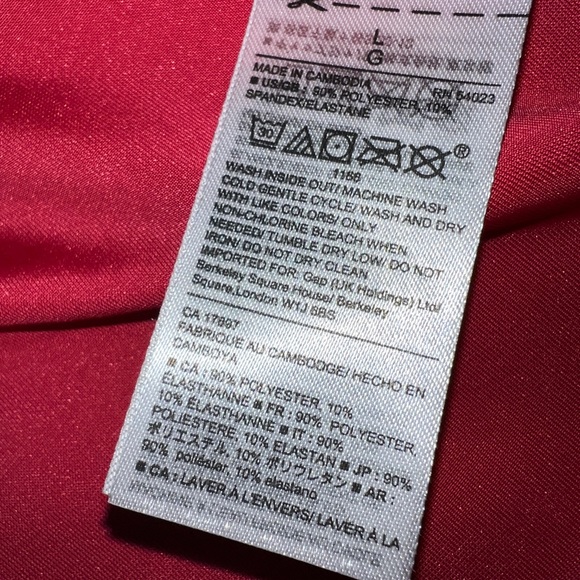 L
G
MADE IN CAMBODIA RN 54023
■ US/GB: 90% POLYESTER, 10%
SPANDEX/ELASTANE
30
®
1166
WASH INSIDE OUT/ MACHINE WASH
COLD GENTLE CYCLE/ WASH AND DRY
WITH LIKE COLORS/ ONLY
NON-CHLORINE BLEACH WHEN
NEEDED/ TUMBLE DRY LOW/ DO NOT
IRON/ DO NOT DRY CLEAN
IMPORTED FOR: Gap (UK Holdings) Ltd/
Berkeley Square House/ Berkeley
Square,London W1J 6BS
CA 17897
FABRIQUE AU CAMBODGE/ HECHO EN
CAMBOYA
■ CA : 90% POLYESTER, 10%
ELASTHANNE ■ FR : 90% POLYESTER,
10% ÉLASTHANNE ■ IT : 90%
POLIESTERE, 10% ELASTAN ■ JP : 90%
ポリエステル, 10% ポリウレタン ■ AR :
90% poliéster, 10% elastano
■ CA : LAVER À L'ENVERS/ LAVER À LA